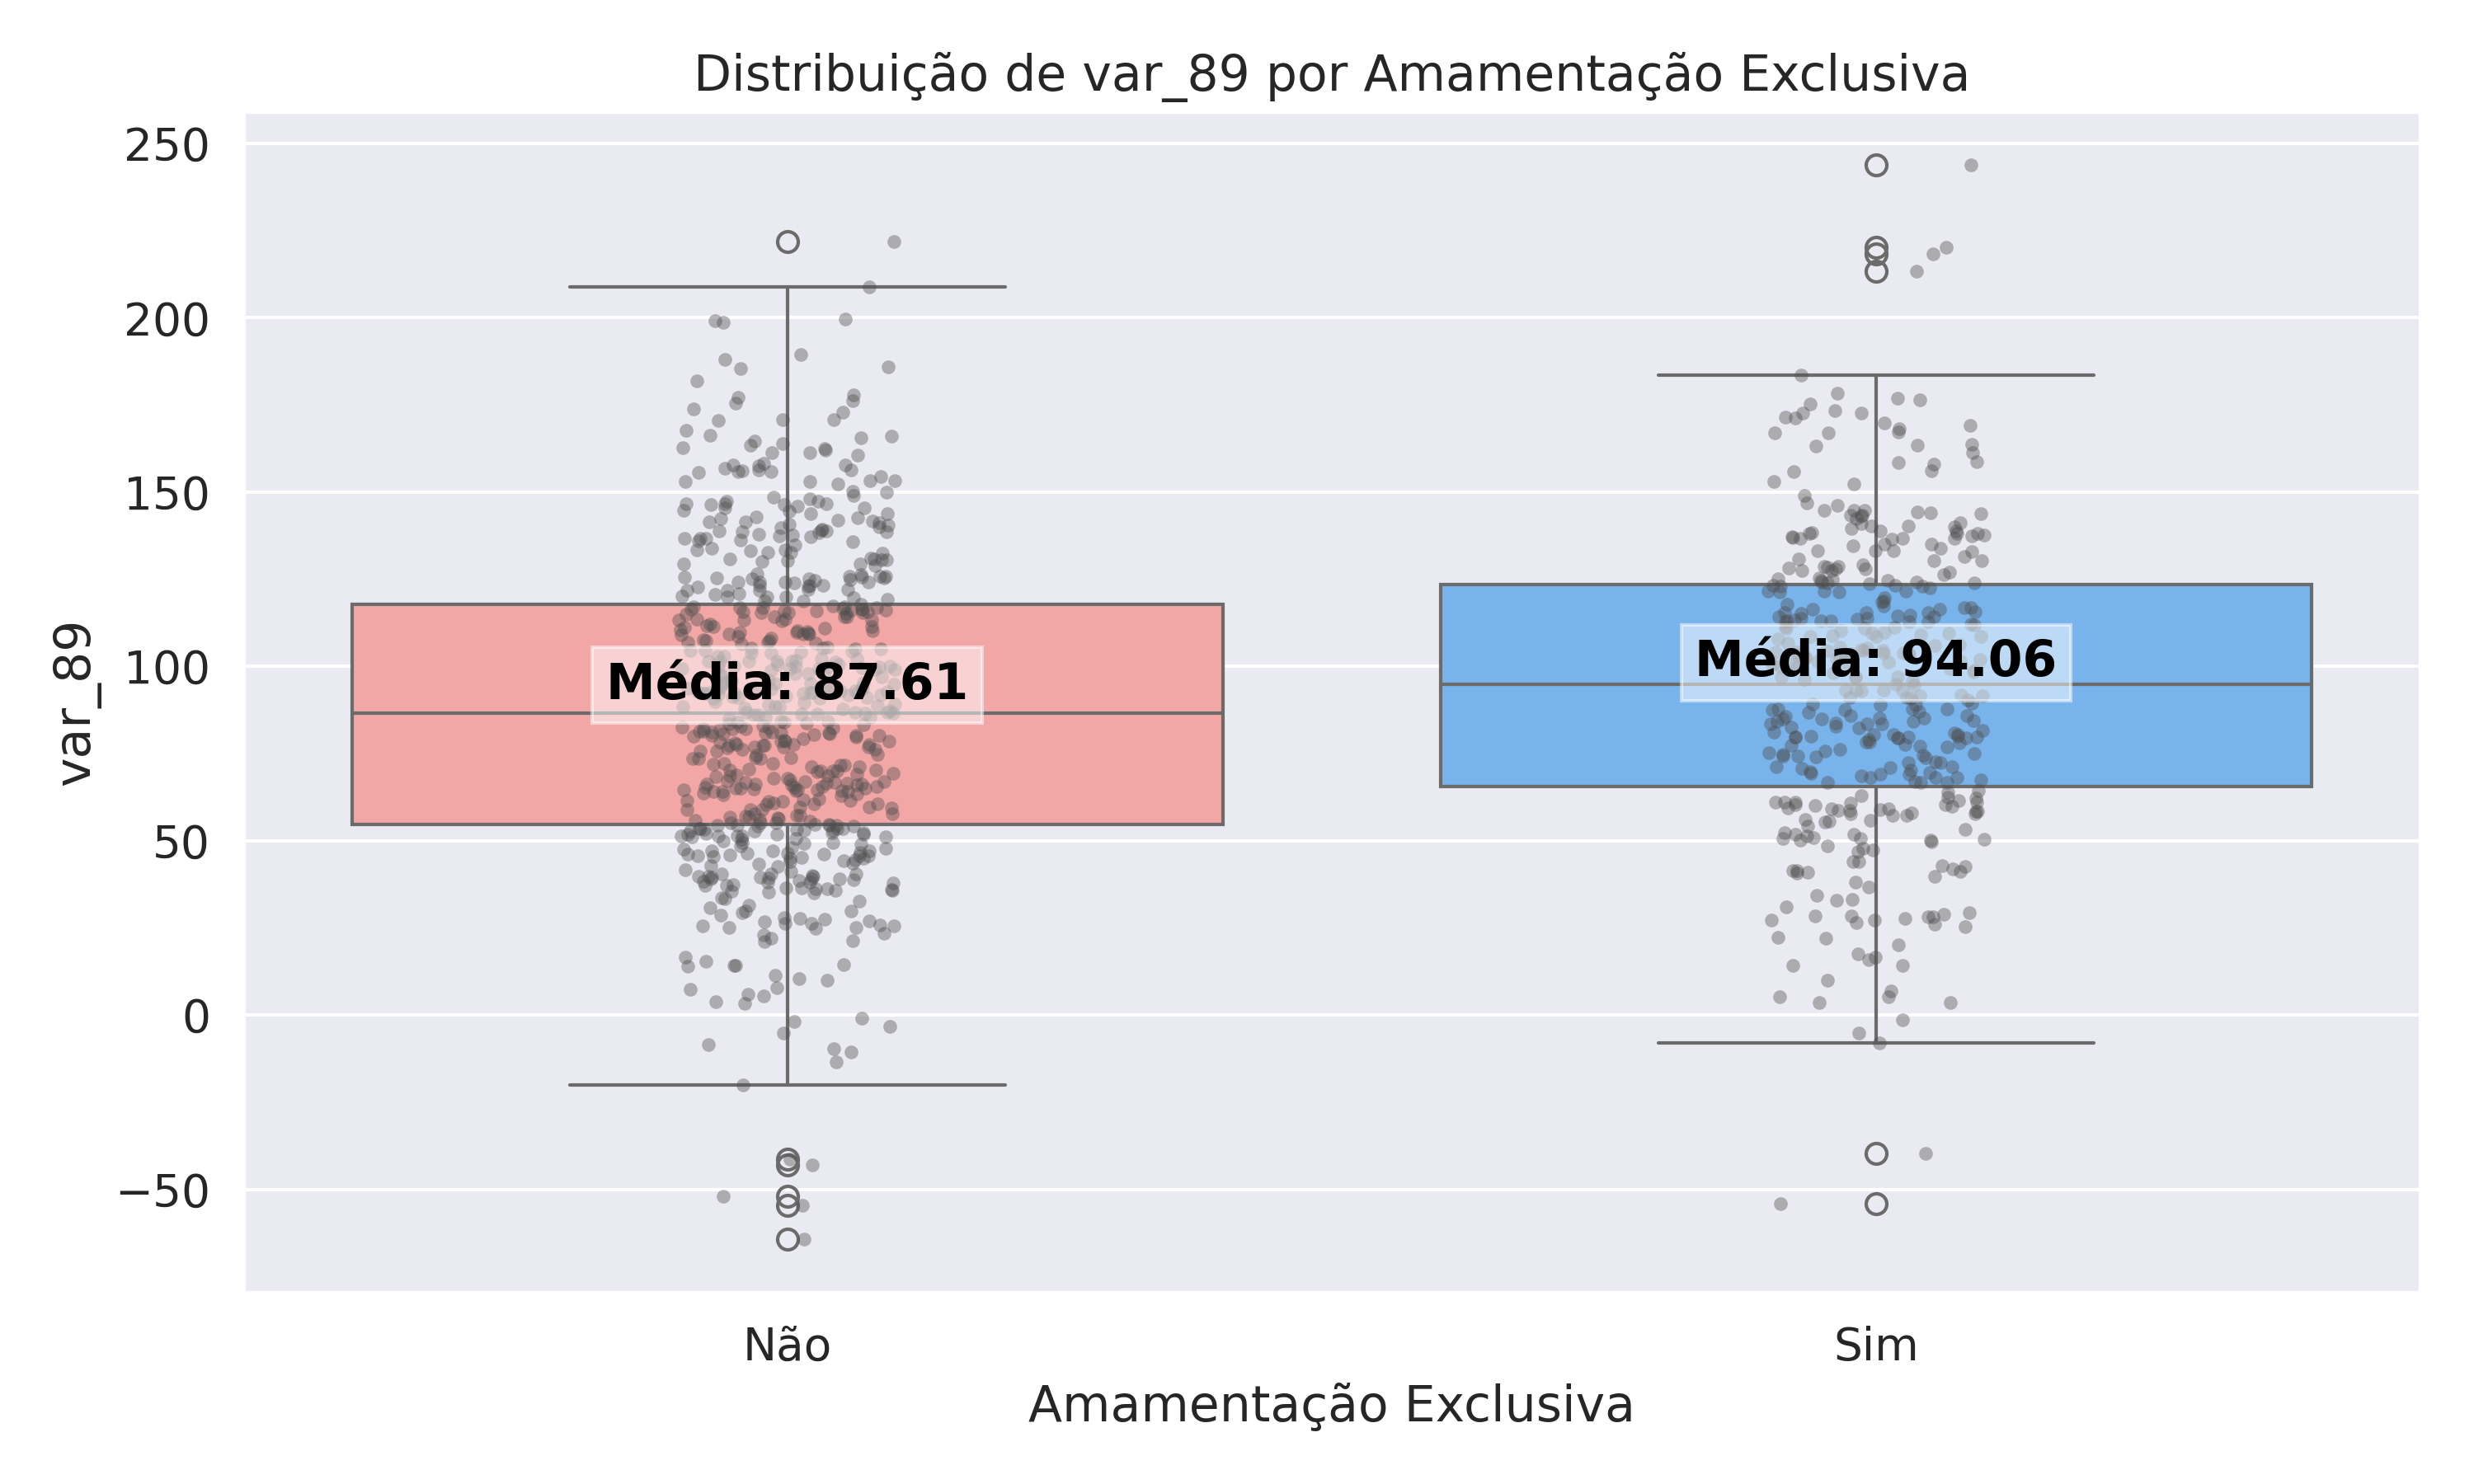 Distribuição de var_89 por Amamentação Exclusiva
250
200
150
100
50
0
−50
var_89
Média: 87.61
Média: 94.06
Não
Sim
Amamentação Exclusiva